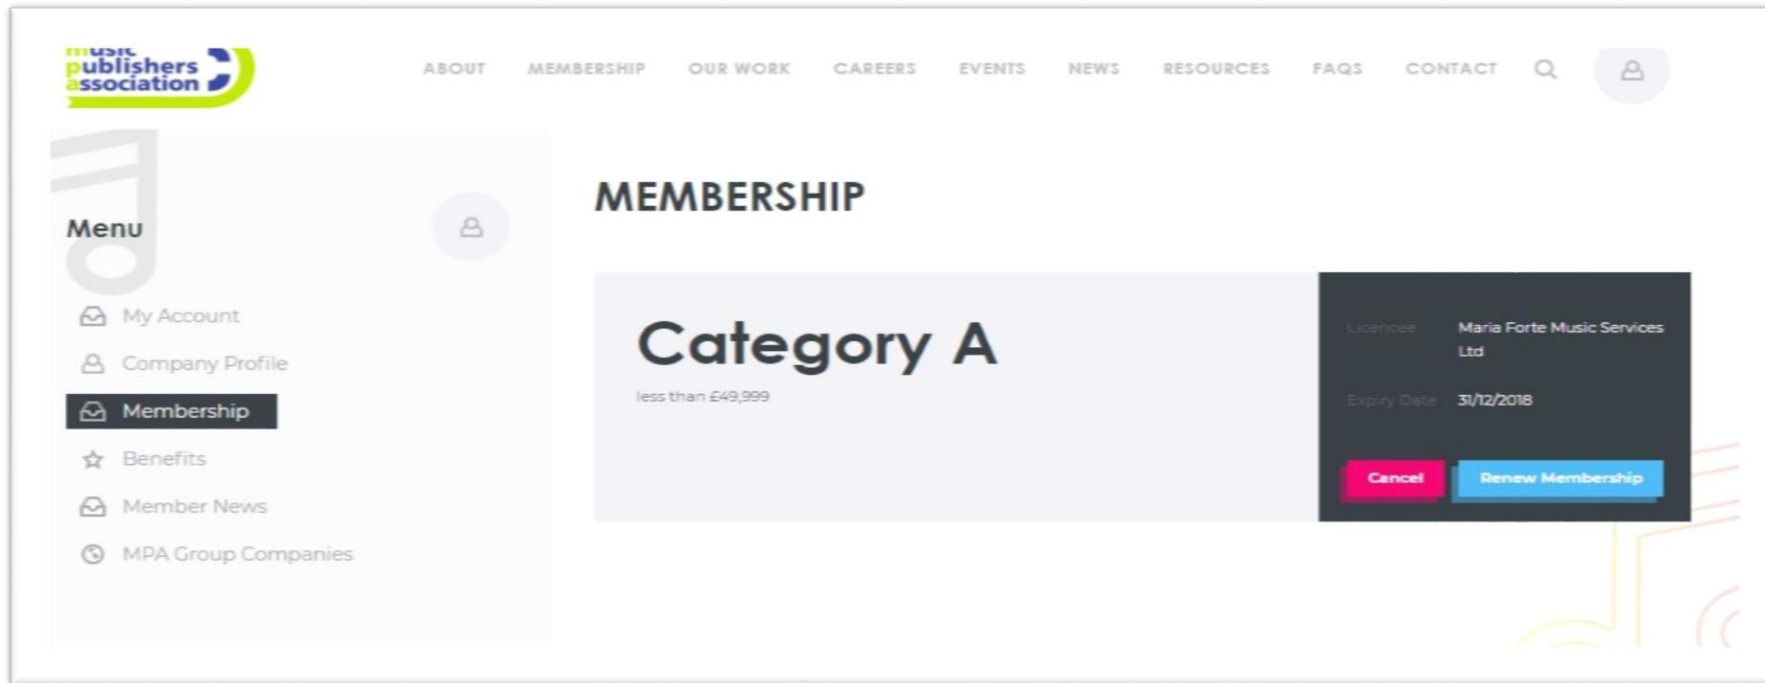 music
publishers
association
ABOUT MEMBERSHIP OUR WORK CAREERS EVENTS NEWS RESOURCES FAQS CONTACT
Menu
My Account
Company Profile
Membership
Benefits
Member News
MPA Group Companies
MEMBERSHIP
Category A
less than £49,999
Licencee Maria Forte Music Services
Ltd
Expiry Date 31/12/2018
Cancel Renew Membership